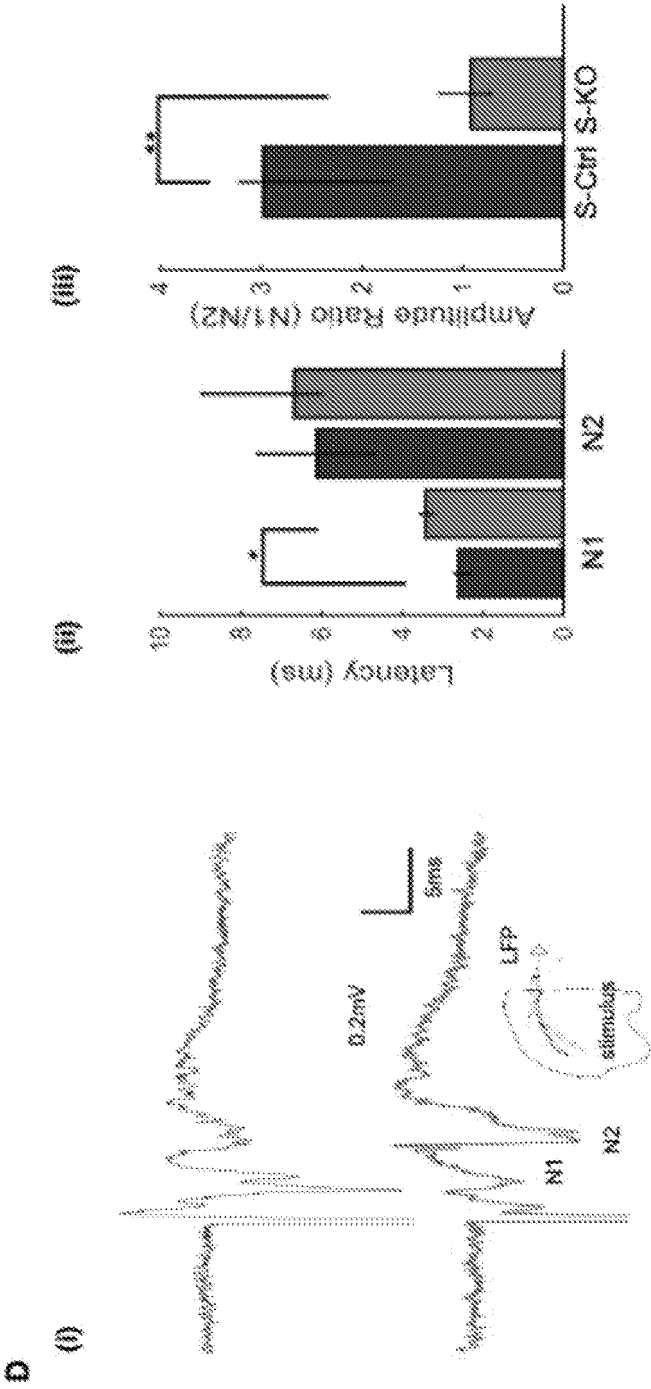 D
(i)
0.2mV
5ms
N1
N2
LFP
stimulus
(ii)
Latency (ms)
10
8
6
4
2
0
*
N1
N2
(iii)
Amplitude Ratio (N1/N2)
4
3
2
1
0
**
S-Ctrl S-KO